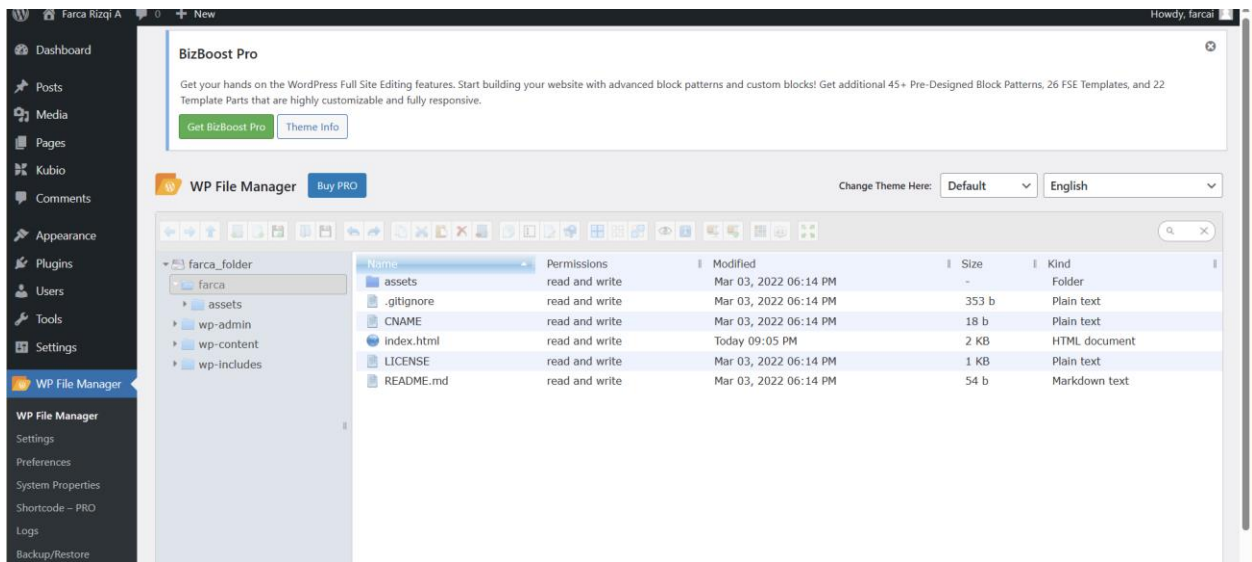 Farca Rizqi A 0 New Howdy, farcai
Dashboard
Posts
Media
Pages
Kubio
Comments
Appearance
Plugins
Users
Tools
Settings
WP File Manager
WP File Manager
Settings
Preferences
System Properties
Shortcode – PRO
Logs
Backup/Restore
BizBoost Pro
Get your hands on the WordPress Full Site Editing features. Start building your website with advanced block patterns and custom blocks! Get additional 45+ Pre-Designed Block Patterns, 26 FSE Templates, and 22
Template Parts that are highly customizable and fully responsive.
Get BizBoost Pro Theme Info
WP File Manager Buy PRO Change Theme Here: Default English
farca_folder
farca
assets
wp-admin
wp-content
wp-includes
Name Permissions Modified Size Kind
assets read and write Mar 03, 2022 06:14 PM - Folder
.gitignore read and write Mar 03, 2022 06:14 PM 353 b Plain text
CNAME read and write Mar 03, 2022 06:14 PM 18 b Plain text
index.html read and write Today 09:05 PM 2 KB HTML document
LICENSE read and write Mar 03, 2022 06:14 PM 1 KB Plain text
README.md read and write Mar 03, 2022 06:14 PM 54 b Markdown text